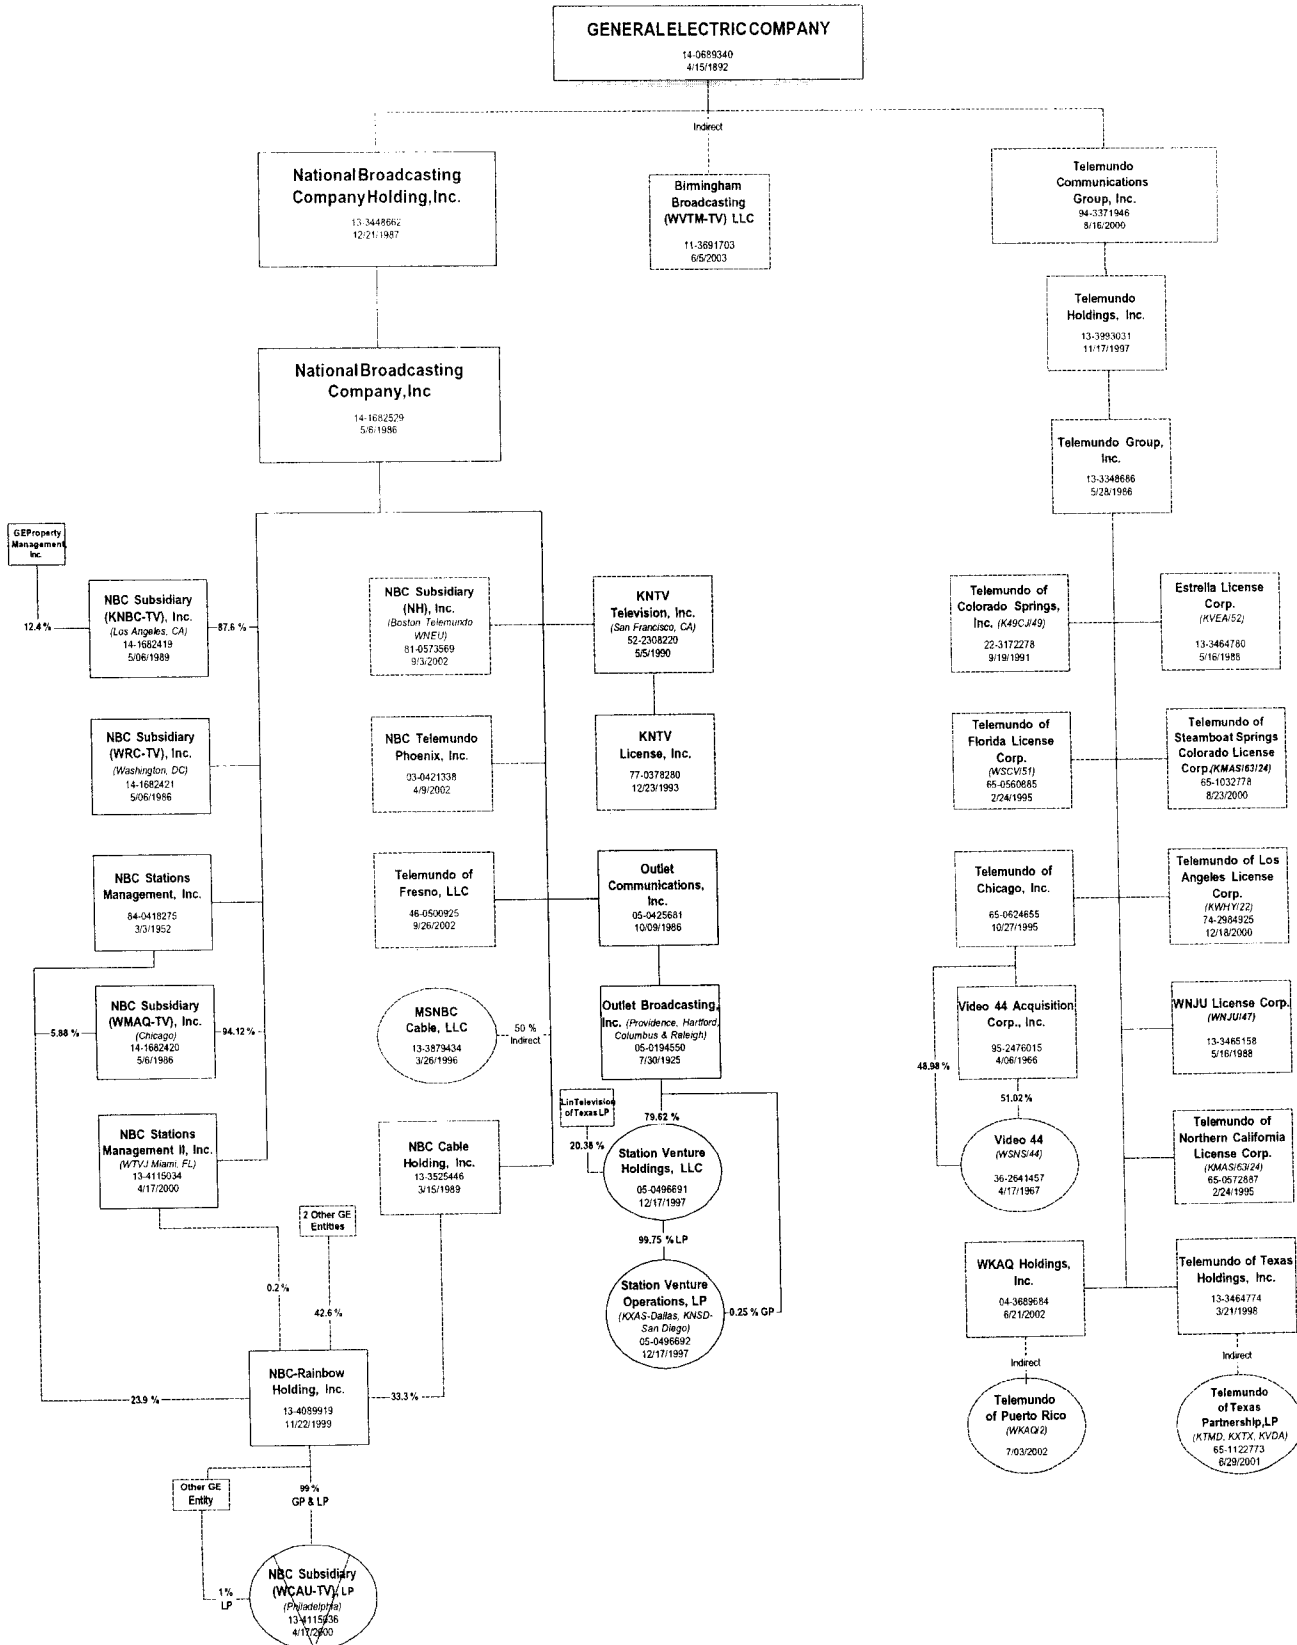 GENERAL ELECTRIC COMPANY
14-0689340
4/15/1892
Indirect
National Broadcasting
Company Holding, Inc.
13-3448662
12/21/1987
Birmingham
Broadcasting
(WVTM-TV) LLC
11-3691703
6/5/2003
Telemundo
Communications
Group, Inc.
94-3371946
8/16/2000
Telemundo
Holdings, Inc.
13-3993031
11/17/1997
National Broadcasting
Company, Inc
14-1682529
5/6/1986
Telemundo Group,
Inc.
13-3348686
5/28/1986
GE Property
Management,
Inc.
12.4 %
NBC Subsidiary
(KNBC-TV), Inc.
(Los Angeles, CA)
14-1682419
5/06/1989
87.6 %
NBC Subsidiary
(NH), Inc.
(Boston Telemundo
WNEU)
81-0573569
9/3/2002
KNTV
Television, Inc.
(San Francisco, CA)
52-2308220
5/5/1990
Telemundo of
Colorado Springs,
Inc. (K49CJ/49)
22-3172278
9/19/1991
Estrella License
Corp.
(KVEA/52)
13-3464780
5/16/1988
NBC Subsidiary
(WRC-TV), Inc.
(Washington, DC)
14-1682421
5/06/1986
NBC Telemundo
Phoenix, Inc.
03-0421338
4/9/2002
KNTV
License, Inc.
77-0378280
12/23/1993
Telemundo of
Florida License
Corp.
(WSCV/51)
65-0560885
2/24/1995
Telemundo of
Steamboat Springs
Colorado License
Corp. (KMAS/63/24)
65-1032778
8/23/2000
NBC Stations
Management, Inc.
84-0418275
3/3/1952
Telemundo of
Fresno, LLC
46-0500925
9/26/2002
Outlet
Communications,
Inc.
05-0425681
10/09/1986
Telemundo of
Chicago, Inc.
65-0624655
10/27/1995
Telemundo of Los
Angeles License
Corp.
(KWHY/22)
74-2984925
12/18/2000
5.88 %
NBC Subsidiary
(WMAQ-TV), Inc.
(Chicago)
14-1682420
5/6/1986
94.12 %
MSNBC
Cable, LLC
13-3879434
3/26/1996
50 %
Indirect
Outlet Broadcasting,
Inc. (Providence, Hartford,
Columbus & Raleigh)
05-0194550
7/30/1925
48.98 %
Video 44 Acquisition
Corp., Inc.
95-2476015
4/06/1966
51.02 %
WNJU License Corp.
(WNJU/47)
13-3465158
5/16/1988
NBC Stations
Management II, Inc.
(WTVJ Miami, FL)
13-4115034
4/17/2000
NBC Cable
Holding, Inc.
13-3525446
3/15/1989
Lin Television
of Texas LP
20.38 %
79.62 %
Station Venture
Holdings, LLC
05-0496691
12/17/1997
Video 44
(WSNS/44)
36-2641457
4/17/1967
Telemundo of
Northern California
License Corp.
(KMAS/63/24)
65-0572887
2/24/1995
2 Other GE
Entities
0.2 %
42.6 %
99.75 % LP
Station Venture
Operations, LP
(KXAS-Dallas, KNSD-
San Diego)
05-0496692
12/17/1997
0.25 % GP
WKAQ Holdings,
Inc.
04-3689684
6/21/2002
Telemundo of Texas
Holdings, Inc.
13-3464774
3/21/1998
23.9 %
NBC-Rainbow
Holding, Inc.
13-4089919
11/22/1999
33.3 %
Indirect
Telemundo
of Puerto Rico
(WKAQ/2)
7/03/2002
Indirect
Telemundo
of Texas
Partnership, LP
(KTMD, KXTX, KVDA)
65-1122773
6/29/2001
Other GE
Entity
99 %
GP & LP
1 %
LP
NBC Subsidiary
(WCAU-TV), LP
(Philadelphia)
13-4115036
4/17/2000